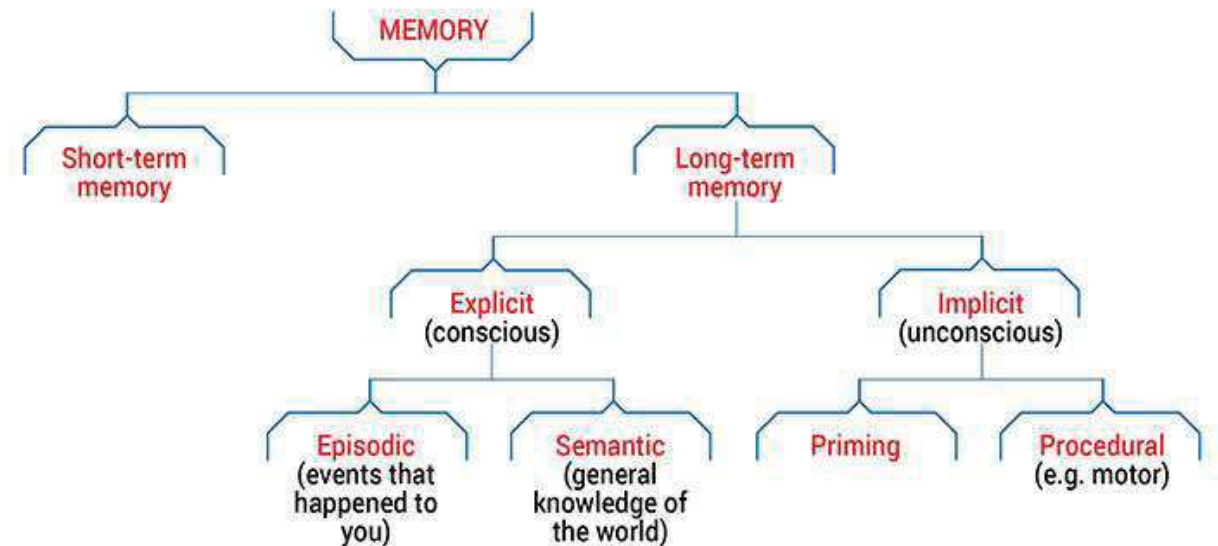 MEMORY
Short-term
memory
Long-term
memory
Explicit
(conscious)
Implicit
(unconscious)
Episodic
(events that
happened to
you)
Semantic
(general
knowledge of
the world)
Priming
Procedural
(e.g. motor)